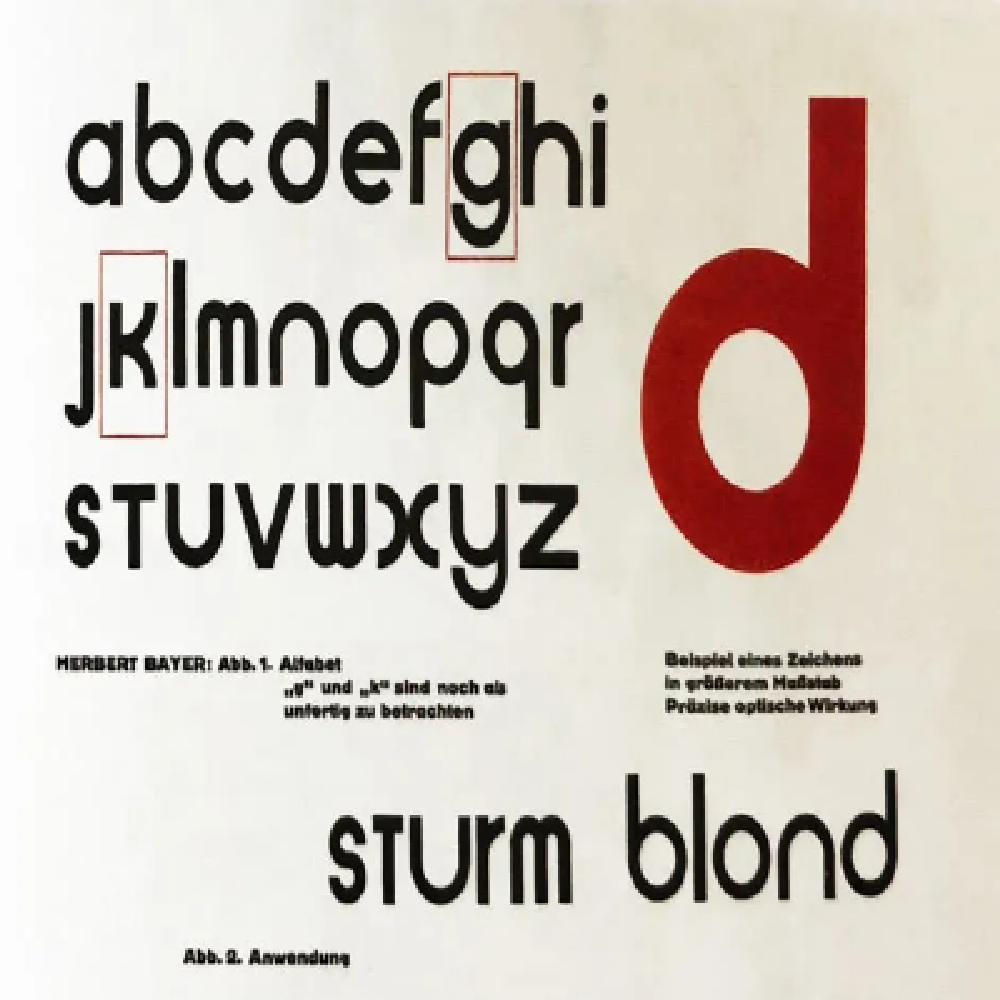 abcdefghi
jklmnopqr
stuvwxyz
d
HERBERT BAYER: Abb. 1. Alfabet
„g“ und „k“ sind noch als
unfertig zu betrachten
Beispiel eines Zeichens
in größerem Maßstab
Präzise optische Wirkung
sturm blond
Abb. 2. Anwendung